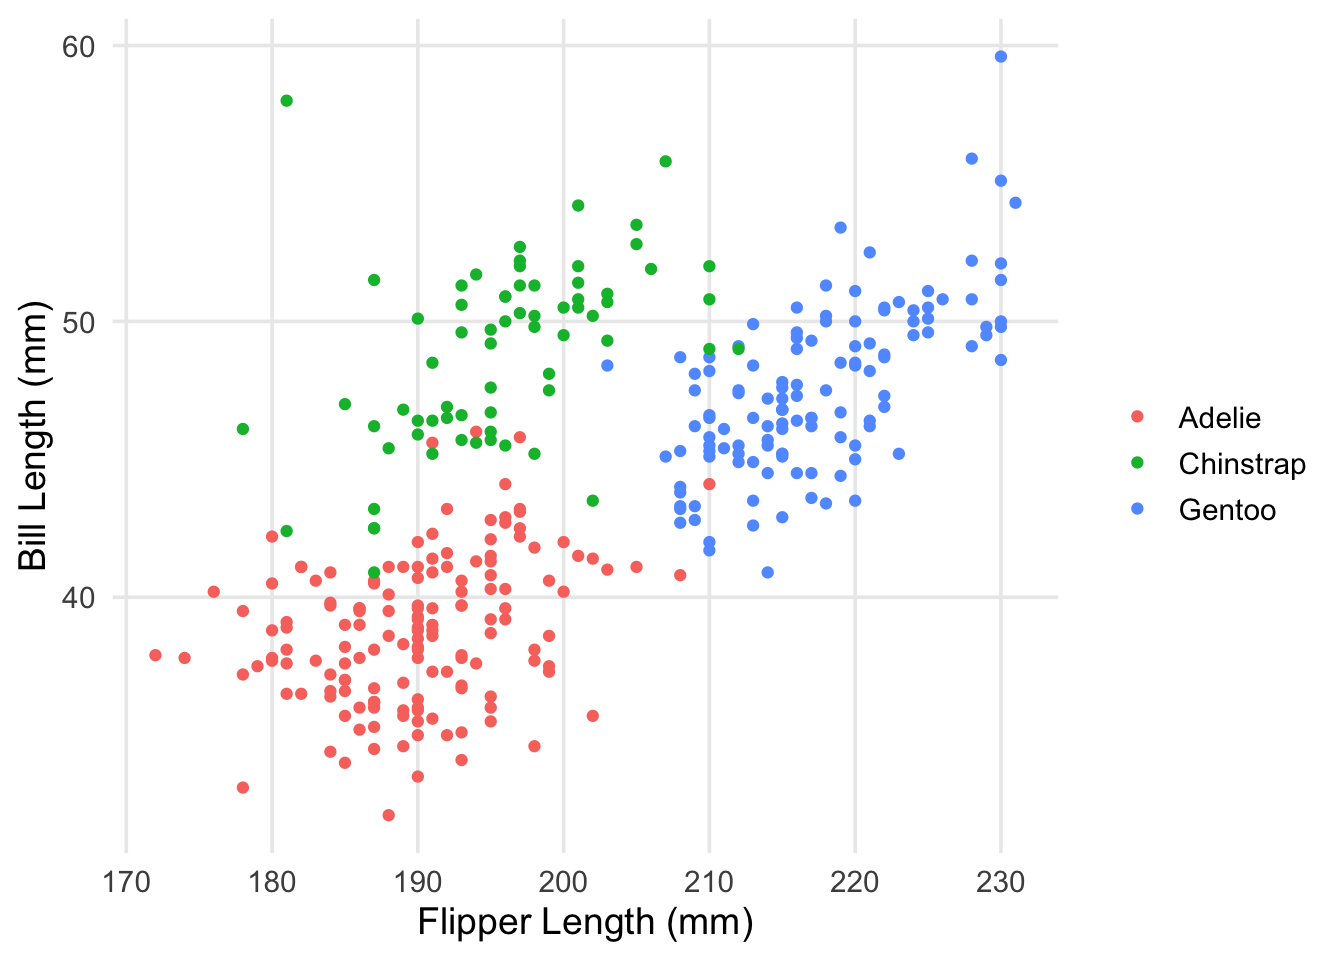 60
50
40
Bill Length (mm)
170 180 190 200 210 220 230
Flipper Length (mm)
Adelie
Chinstrap
Gentoo